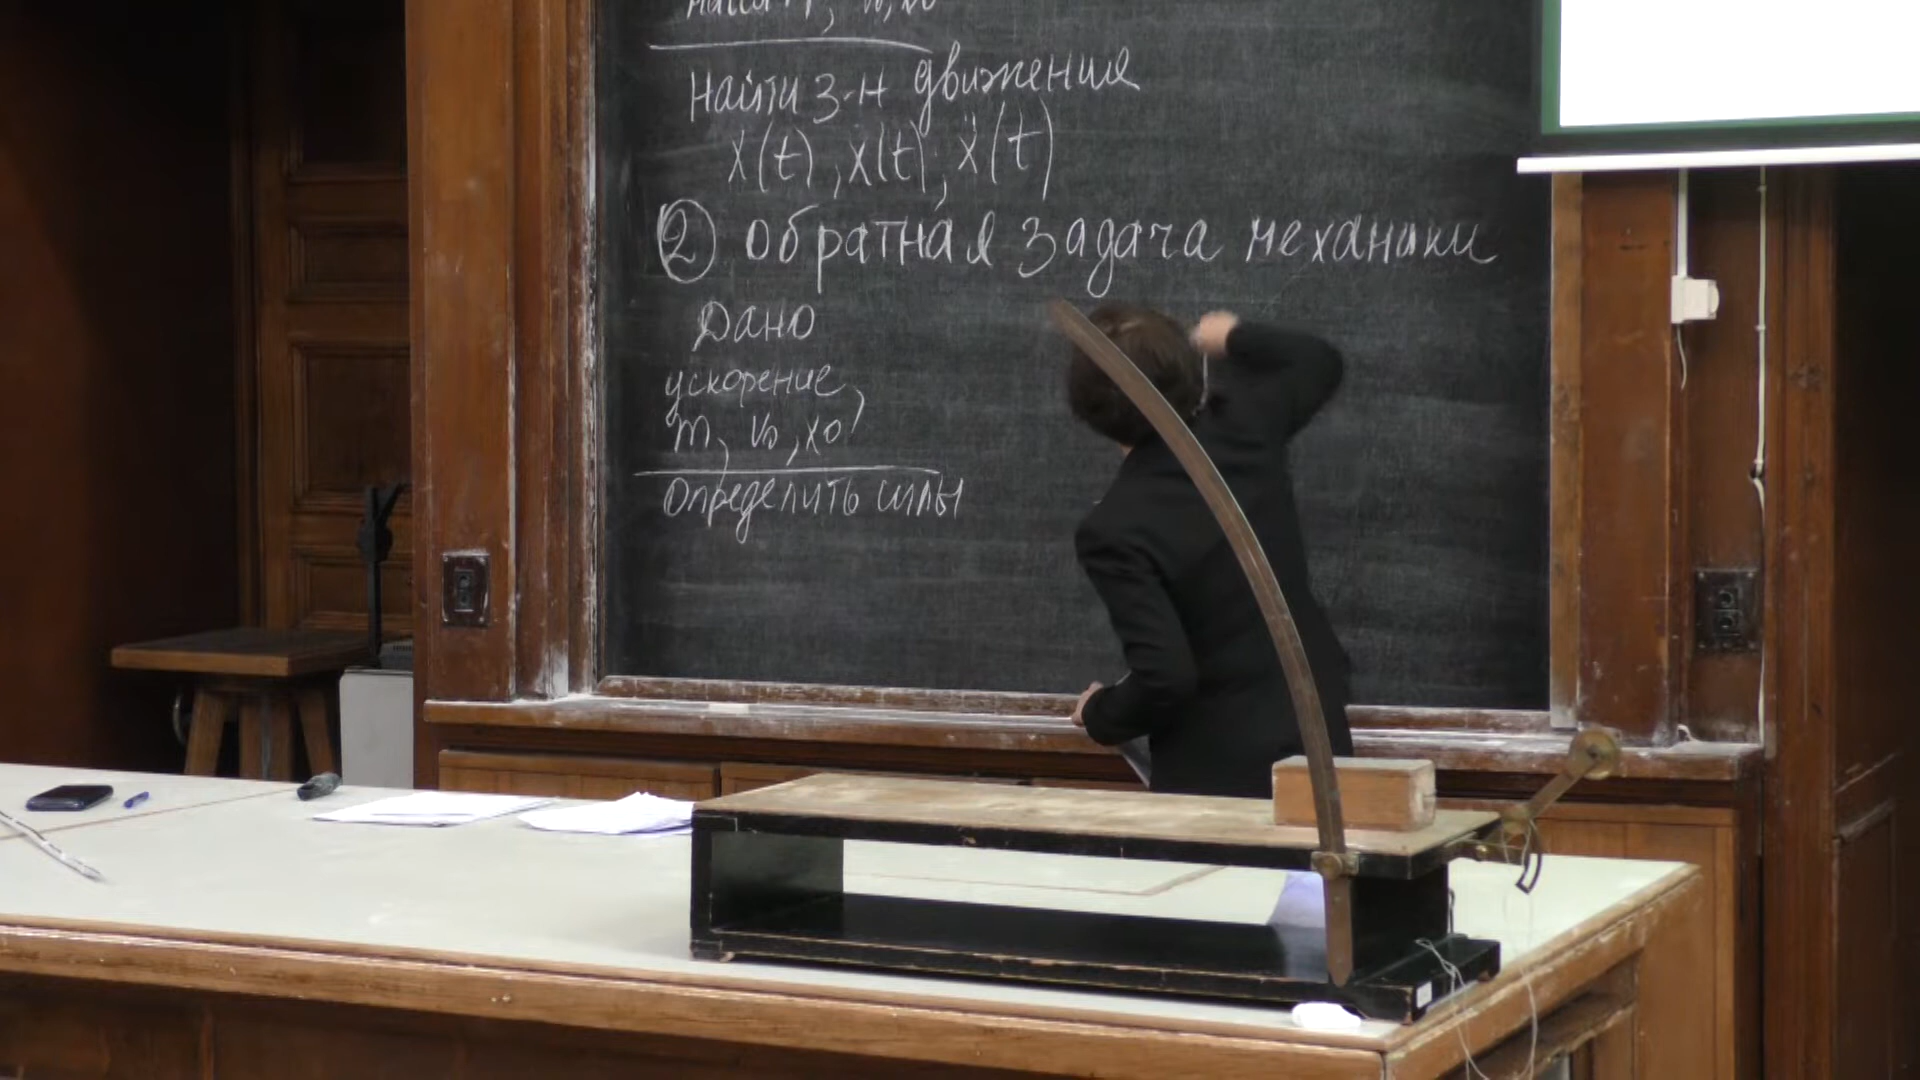 Найти з-н движения
x(t), ẋ(t), ẍ(t)
② обратная задача механики
Дано
ускорение,
m, v₀, x₀
определить силы